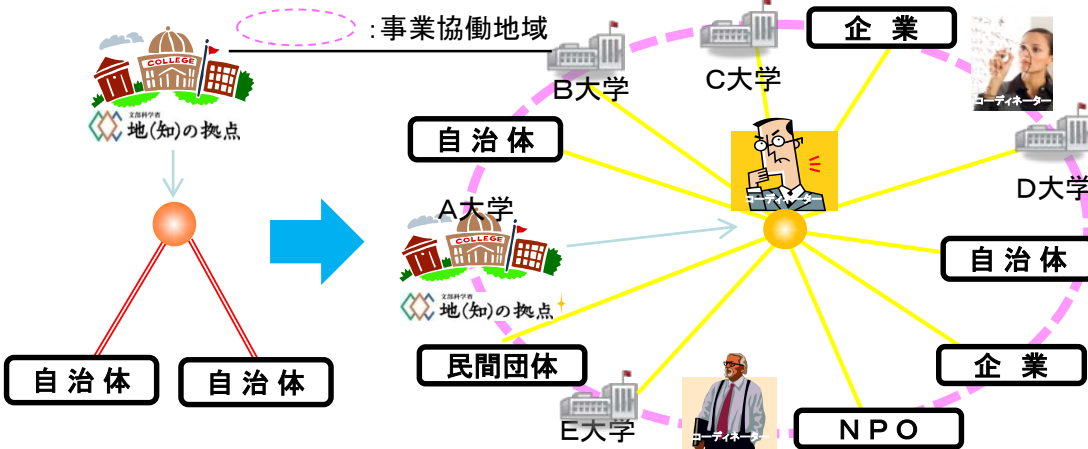 ：事業協働地域
COLLEGE
文部科学省
地(知)の拠点
自治体
自治体
B大学
C大学
企業
コーディネーター
自治体
コーディネーター
D大学
A大学
COLLEGE
文部科学省
地(知)の拠点
自治体
民間団体
企業
E大学
コーディネーター
NPO